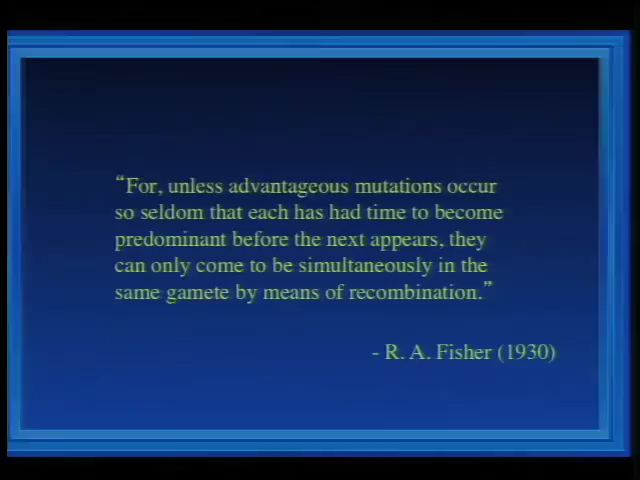 “For, unless advantageous mutations occur
so seldom that each has had time to become
predominant before the next appears, they
can only come to be simultaneously in the
same gamete by means of recombination.”
- R. A. Fisher (1930)